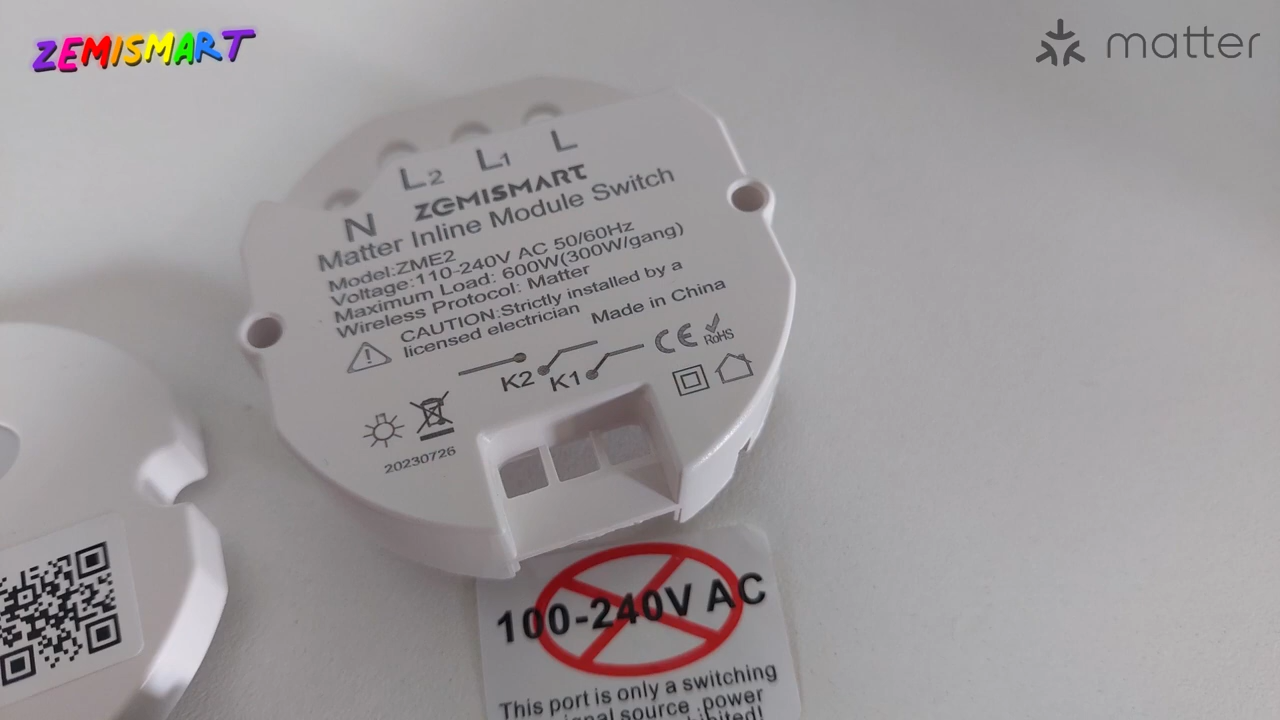 ZEMISMART
matter
N L2 L1 L
ZEMISMART
Matter Inline Module Switch
Model:ZME2
Voltage:110-240V AC 50/60Hz
Maximum Load: 600W(300W/gang)
Wireless Protocol: Matter
CAUTION:Strictly installed by a
licensed electrician
Made in China
K2 K1
CE RoHS
20230726
100-240V AC
This port is only a switching
source power